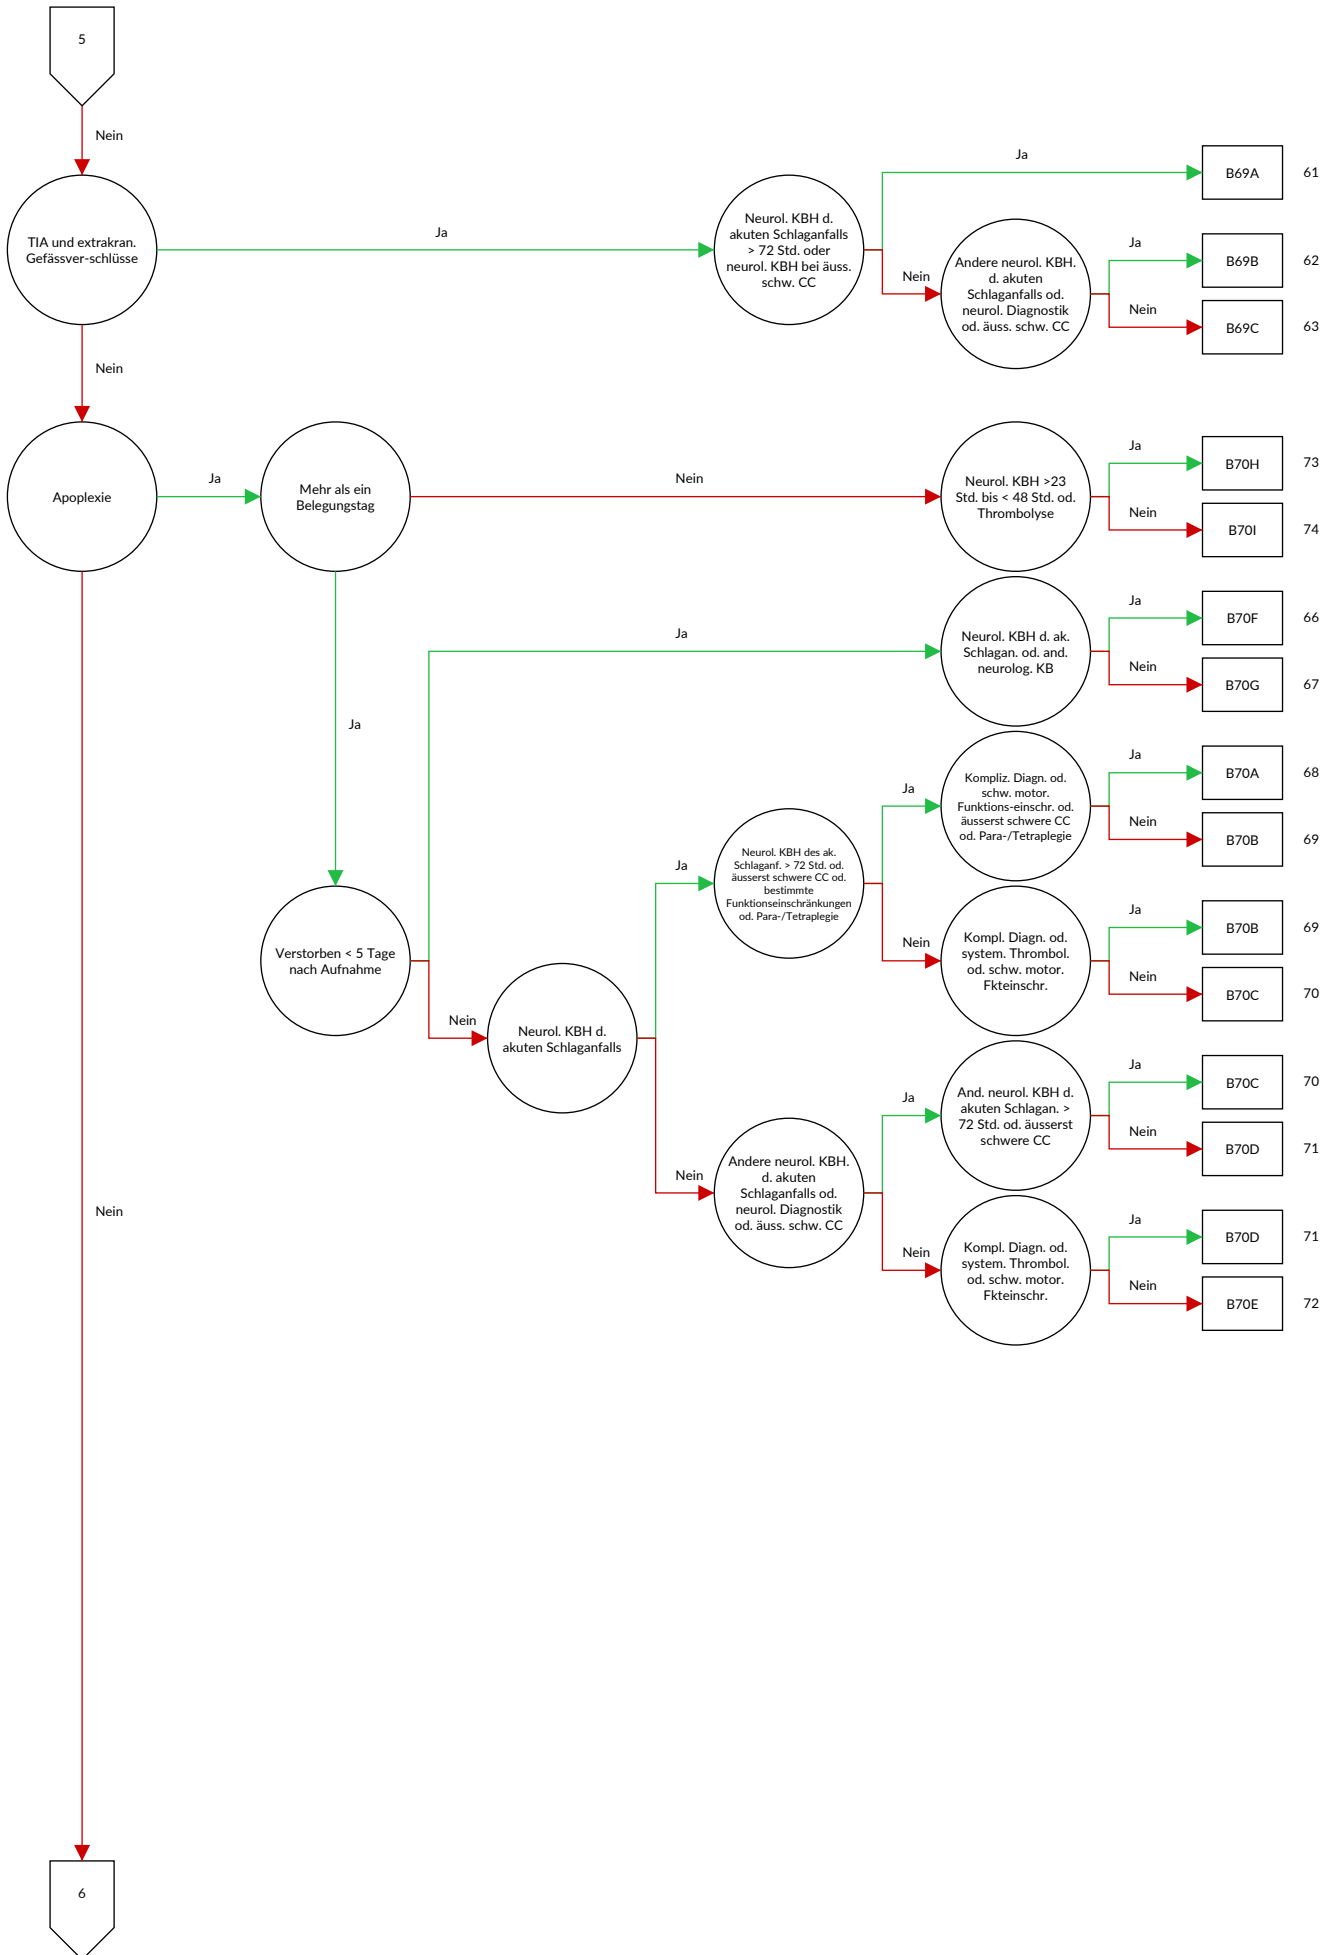 5
Nein
TIA und extrakran.
Gefässver-schlüsse
Ja
Neurol. KBH d.
akuten Schlaganfalls
> 72 Std. oder
neurol. KBH bei äuss.
schw. CC
Ja
B69A
61
Nein
Andere neurol. KBH.
d. akuten
Schlaganfalls od.
neurol. Diagnostik
od. äuss. schw. CC
Ja
B69B
62
Nein
B69C
63
Nein
Apoplexie
Ja
Mehr als ein
Belegungstag
Nein
Neurol. KBH >23
Std. bis < 48 Std. od.
Thrombolyse
Ja
B70H
73
Nein
B70I
74
Ja
Ja
Neurol. KBH d. ak.
Schlagan. od. and.
neurolog. KB
Ja
B70F
66
Nein
B70G
67
Verstorben < 5 Tage
nach Aufnahme
Nein
Neurol. KBH d.
akuten Schlaganfalls
Ja
Neurol. KBH des ak.
Schlaganf. > 72 Std. od.
äusserst schwere CC od.
bestimmte
Funktionseinschränkungen
od. Para-/Tetraplegie
Ja
Kompliz. Diagn. od.
schw. motor.
Funktions-einschr. od.
äusserst schwere CC
od. Para-/Tetraplegie
Ja
B70A
68
Nein
B70B
69
Nein
Kompl. Diagn. od.
system. Thrombol.
od. schw. motor.
Fkteinschr.
Ja
B70B
69
Nein
B70C
70
Nein
Andere neurol. KBH.
d. akuten
Schlaganfalls od.
neurol. Diagnostik
od. äuss. schw. CC
Ja
And. neurol. KBH d.
akuten Schlagan. >
72 Std. od. äusserst
schwere CC
Ja
B70C
70
Nein
B70D
71
Nein
Kompl. Diagn. od.
system. Thrombol.
od. schw. motor.
Fkteinschr.
Ja
B70D
71
Nein
B70E
72
Nein
6